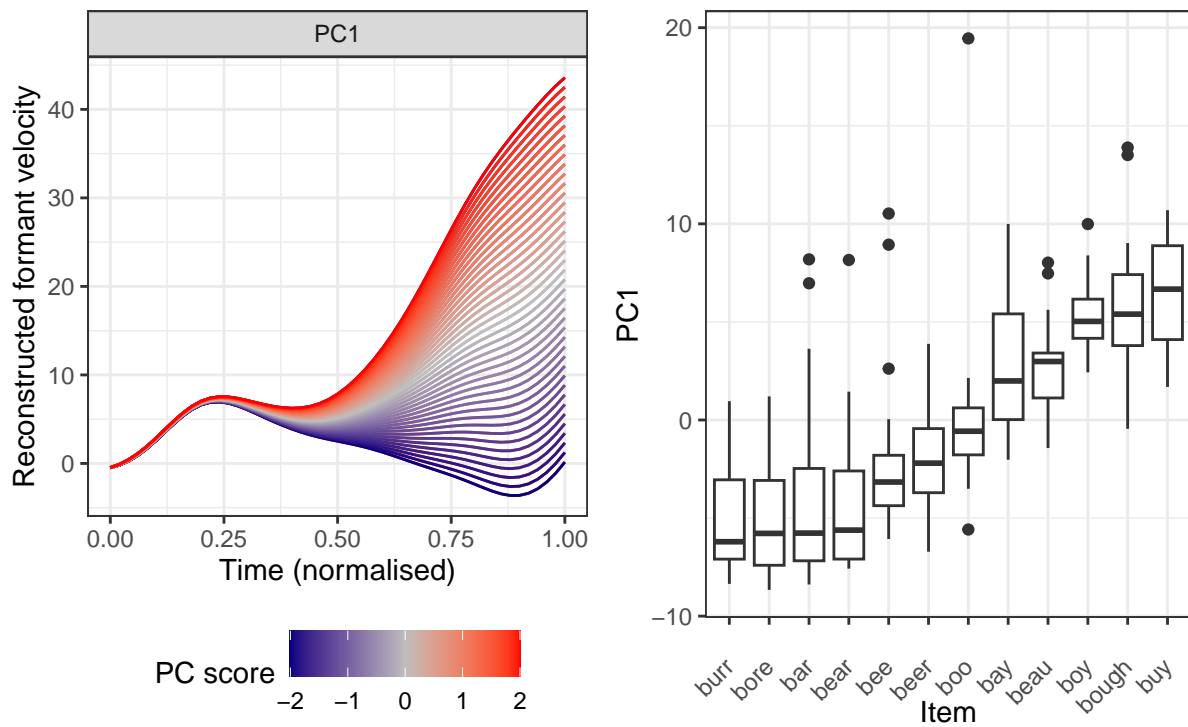 PC1
Reconstructed formant velocity
40
30
20
10
0
0.00 0.25 0.50 0.75 1.00
Time (normalised)
PC score
−2 −1 0 1 2
PC1
20
10
0
−10
burr bore bar bear bee beer boo bay beau boy bough buy
Item